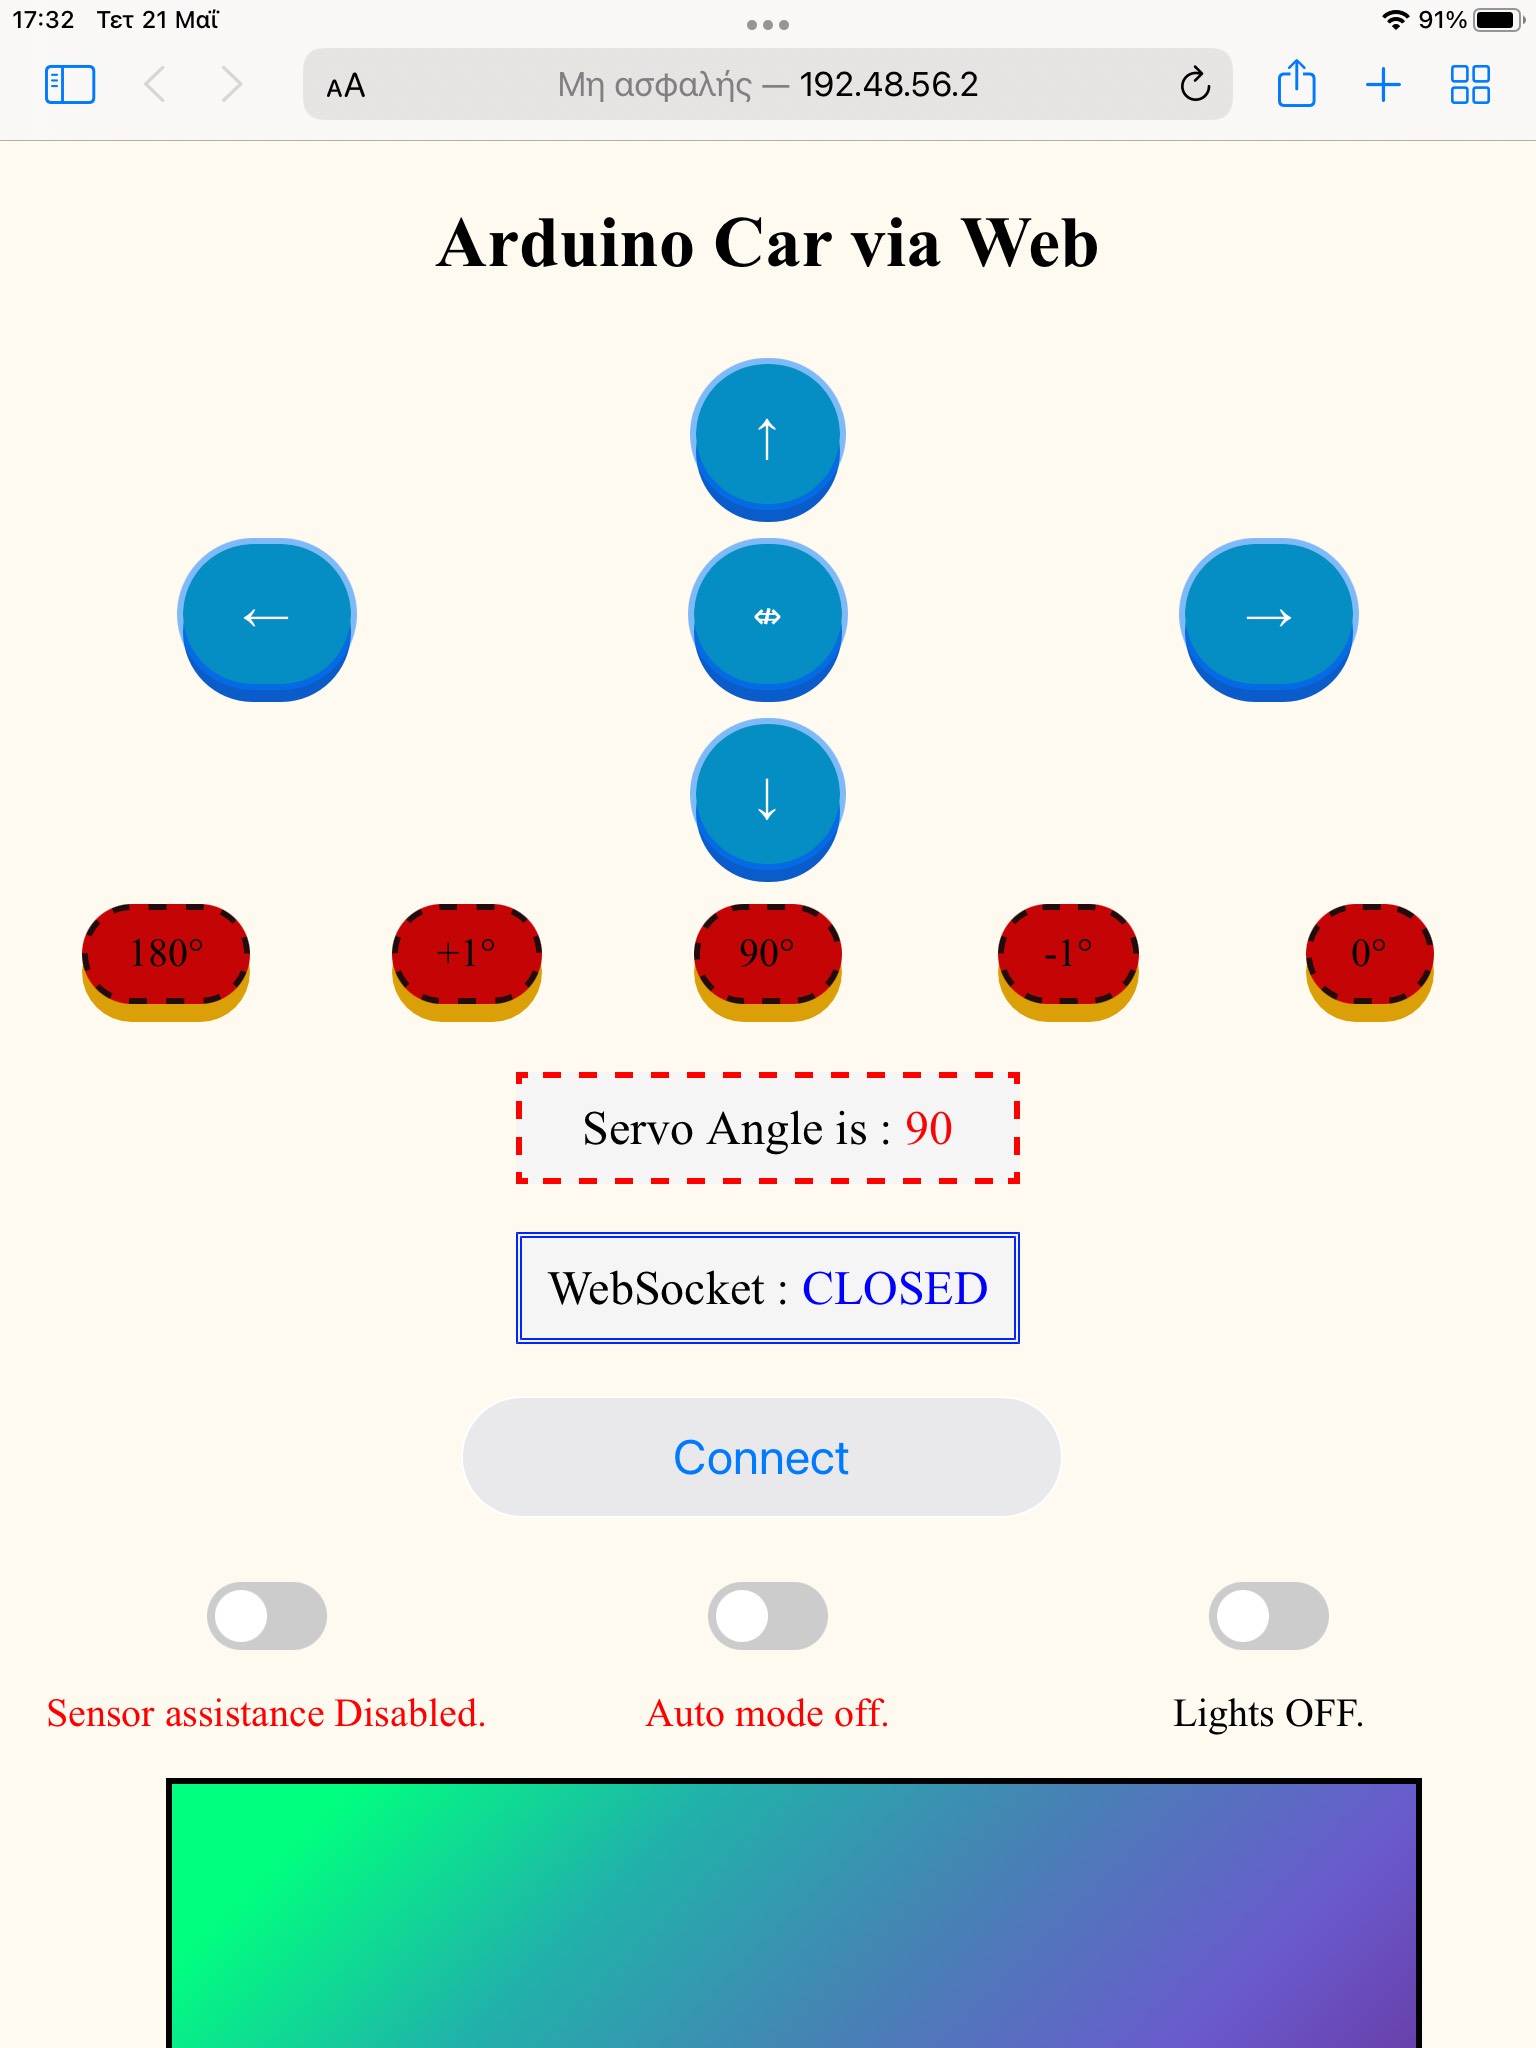 17:32 Τετ 21 Μαΐ 91%
AA Μη ασφαλής — 192.48.56.2
Arduino Car via Web
↑
← ⇎ →
↓
180° +1° 90° -1° 0°
Servo Angle is : 90
WebSocket : CLOSED
Connect
Sensor assistance Disabled. Auto mode off. Lights OFF.